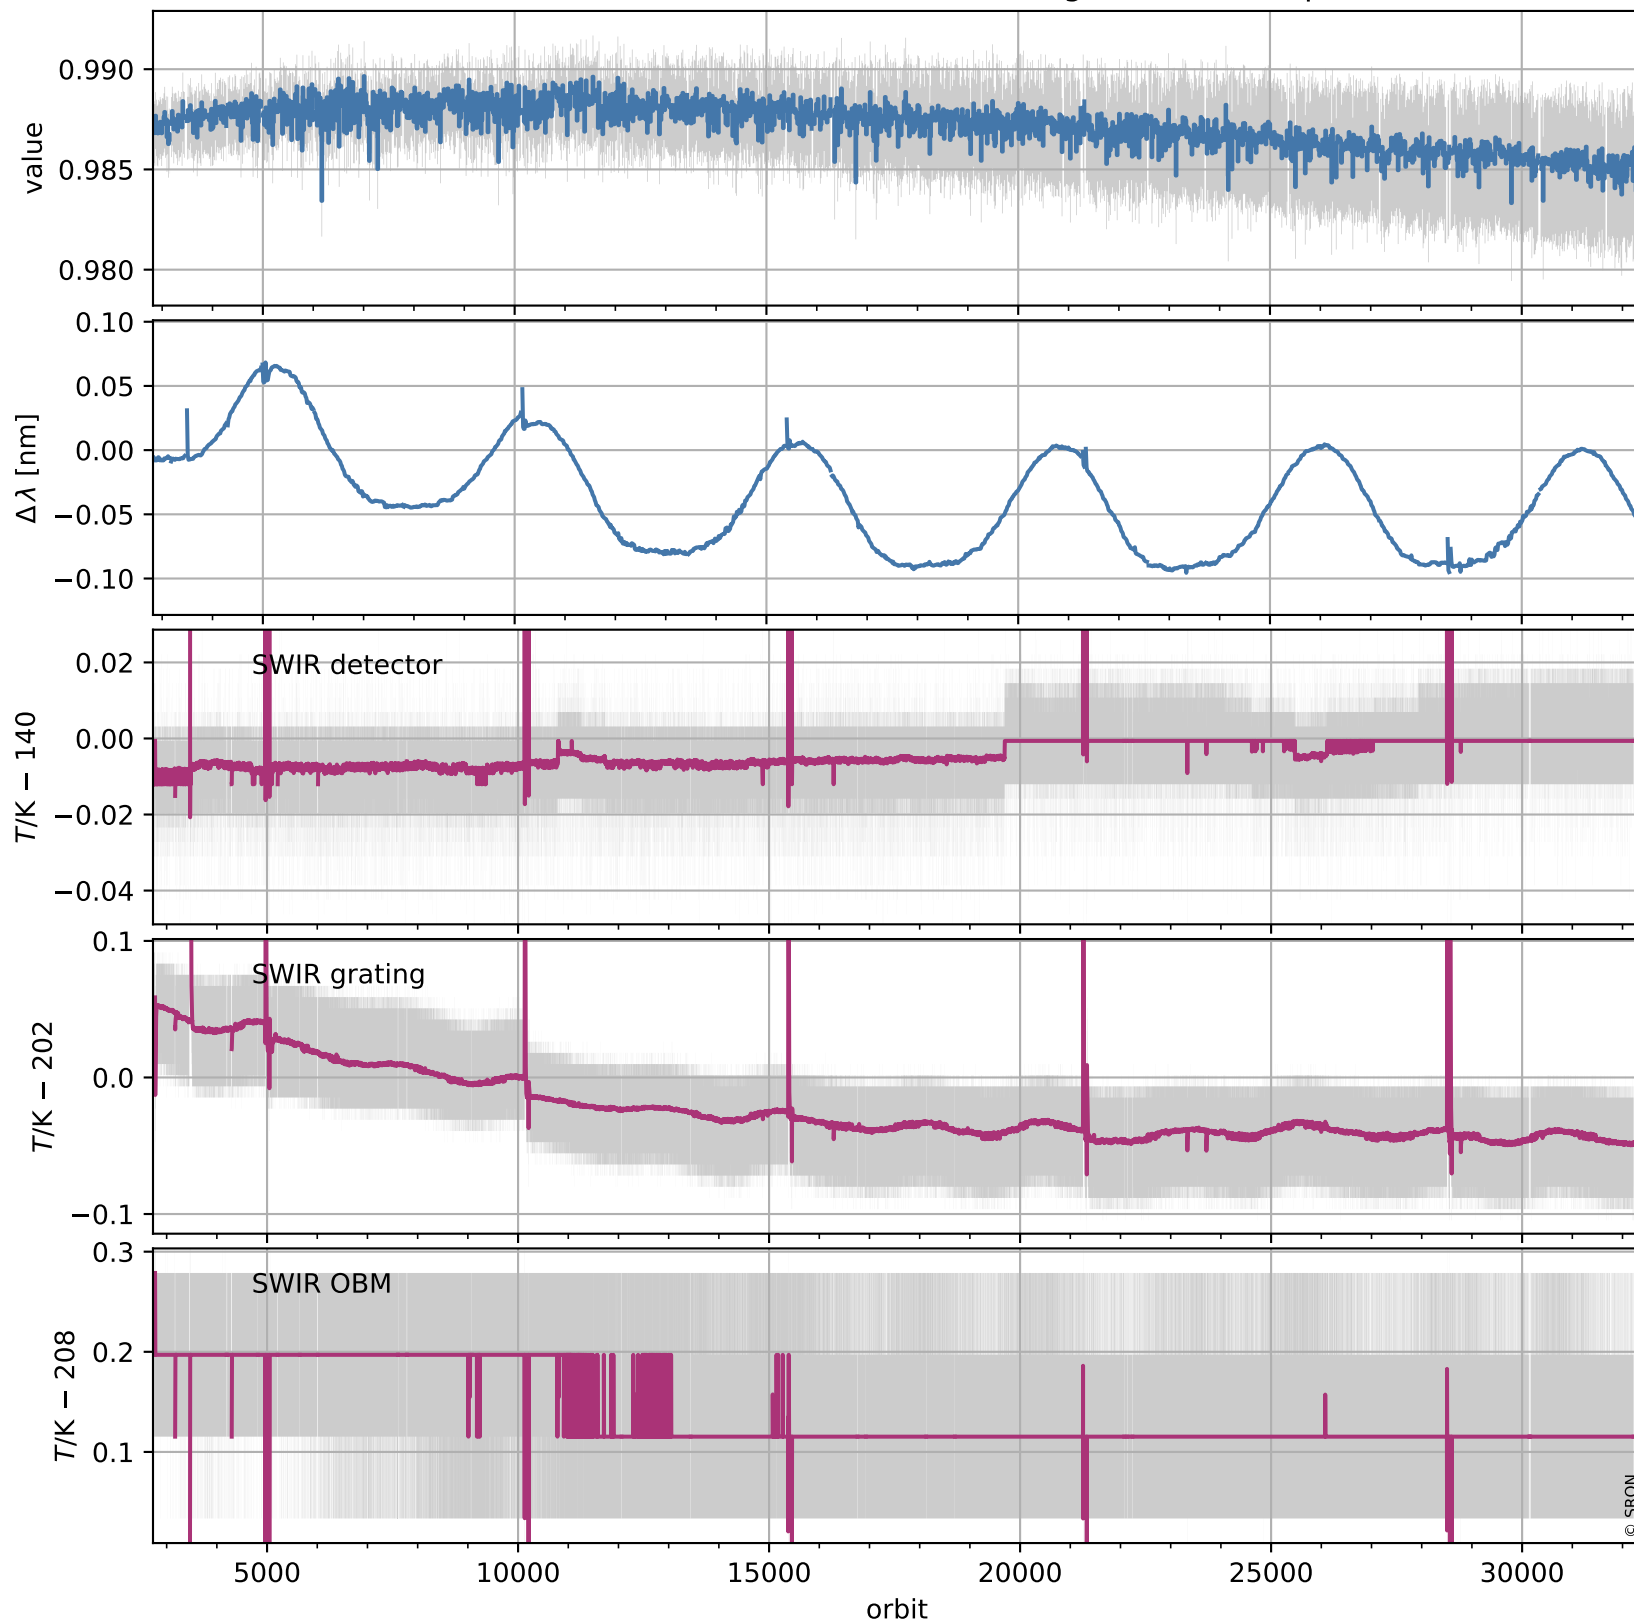 0.990
0.985
0.980
value
0.10
0.05
0.00
−0.05
−0.10
Δλ [nm]
SWIR detector
0.02
0.00
−0.02
−0.04
T/K − 140
SWIR grating
0.1
0.0
−0.1
T/K − 202
SWIR OBM
0.3
0.2
0.1
T/K − 208
© SRON
5000 10000 15000 20000 25000 30000
orbit